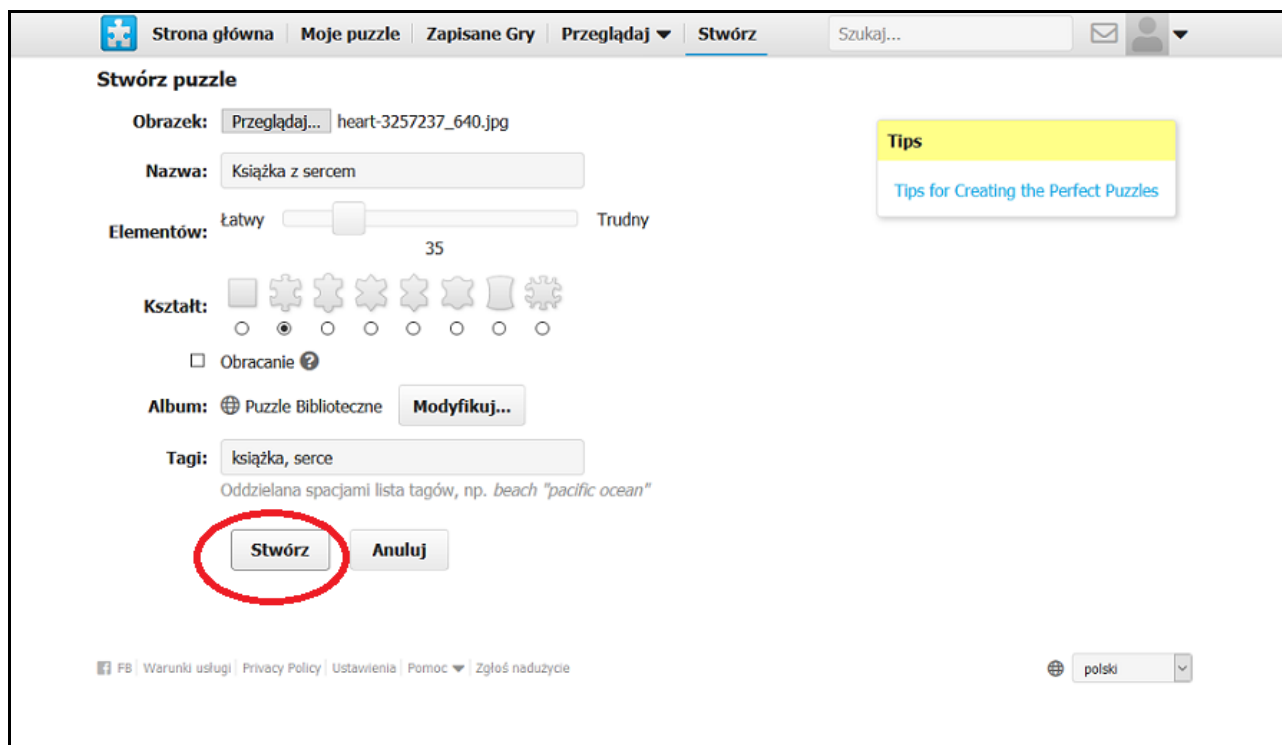 Strona główna Moje puzzle Zapisane Gry Przeglądaj Stwórz Szukaj...
Stwórz puzzle
Obrazek: Przeglądaj... heart-3257237_640.jpg
Tips
Nazwa: Książka z sercem
Tips for Creating the Perfect Puzzles
Elementów: Łatwy Trudny
35
Kształt:
Obracanie ?
Album: Puzzle Biblioteczne Modyfikuj...
Tagi: książka, serce
Oddzielana spacjami lista tagów, np. beach "pacific ocean"
Stwórz Anuluj
FB Warunki usługi Privacy Policy Ustawienia Pomoc Zgłoś nadużycie polski